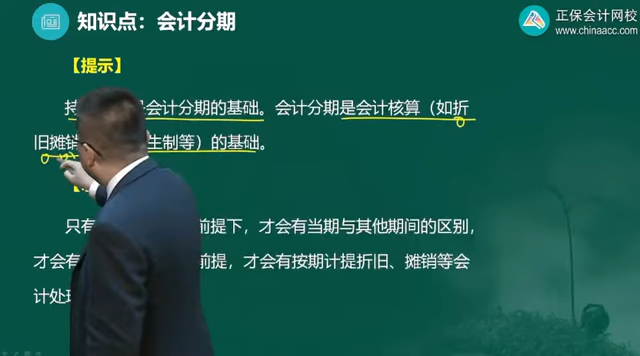 知识点：会计分期
正保会计网校
www.chinaacc.com
【提示】
持 是会计分期的基础。会计分期是会计核算（如折
旧摊销 生制等）的基础。
只有 前提下，才会有当期与其他期间的区别，
才会有 前提，才会有按期计提折旧、摊销等会
计处理